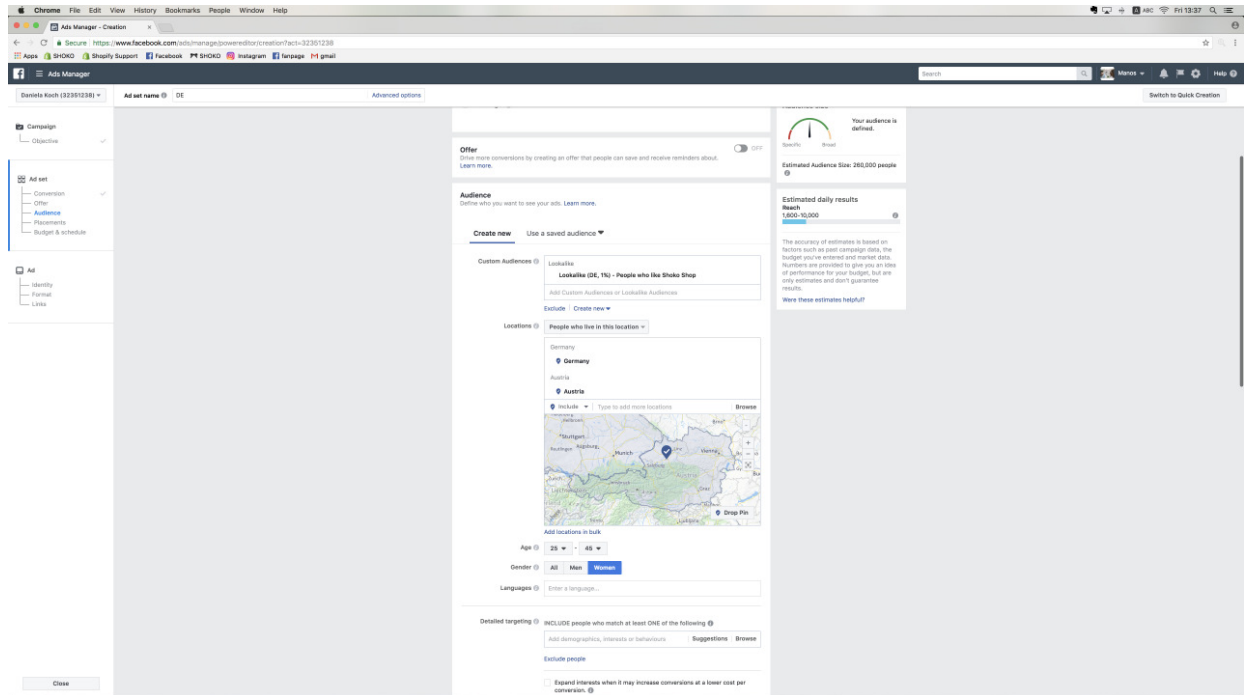 Chrome File Edit View History Bookmarks People Window Help
ABC Fri 13:37
Ads Manager - Creation
Secure https://www.facebook.com/ads/manage/powereditor/creation?act=32351238
Apps SHOKO Shopify Support Facebook SHOKO Instagram fanpage gmail
Ads Manager Search Manos Help
Daniela Koch (32351238) Ad set name DE Advanced options Switch to Quick Creation
Campaign
Objective
Ad set
Conversion
Offer
Audience
Placements
Budget & schedule
Ad
Identity
Format
Links
Close
Offer OFF
Drive more conversions by creating an offer that people can save and receive reminders about.
Learn more.
Audience
Define who you want to see your ads. Learn more.
Create new Use a saved audience
Custom Audiences Lookalike
Lookalike (DE, 1%) - People who like Shoko Shop
Add Custom Audiences or Lookalike Audiences
Exclude Create new
Locations People who live in this location
Germany
Germany
Austria
Austria
Include Type to add more locations Browse
Stuttgart
Augsburg
Munich
Vienna
Austria
Graz
Zurich
Drop Pin
Add locations in bulk
Age 25 - 45
Gender All Men Women
Languages Enter a language...
Detailed targeting INCLUDE people who match at least ONE of the following
Add demographics, interests or behaviours Suggestions Browse
Exclude people
Expand interests when it may increase conversions at a lower cost per
conversion.
Audience Size
Your audience is
defined.
Specific Broad
Estimated Audience Size: 260,000 people
Estimated daily results
Reach
1,600-10,000
The accuracy of estimates is based on
factors such as past campaign data, the
budget you've entered and market data.
Numbers are provided to give you an idea
of performance for your budget, but are
only estimates and don't guarantee
results.
Were these estimates helpful?